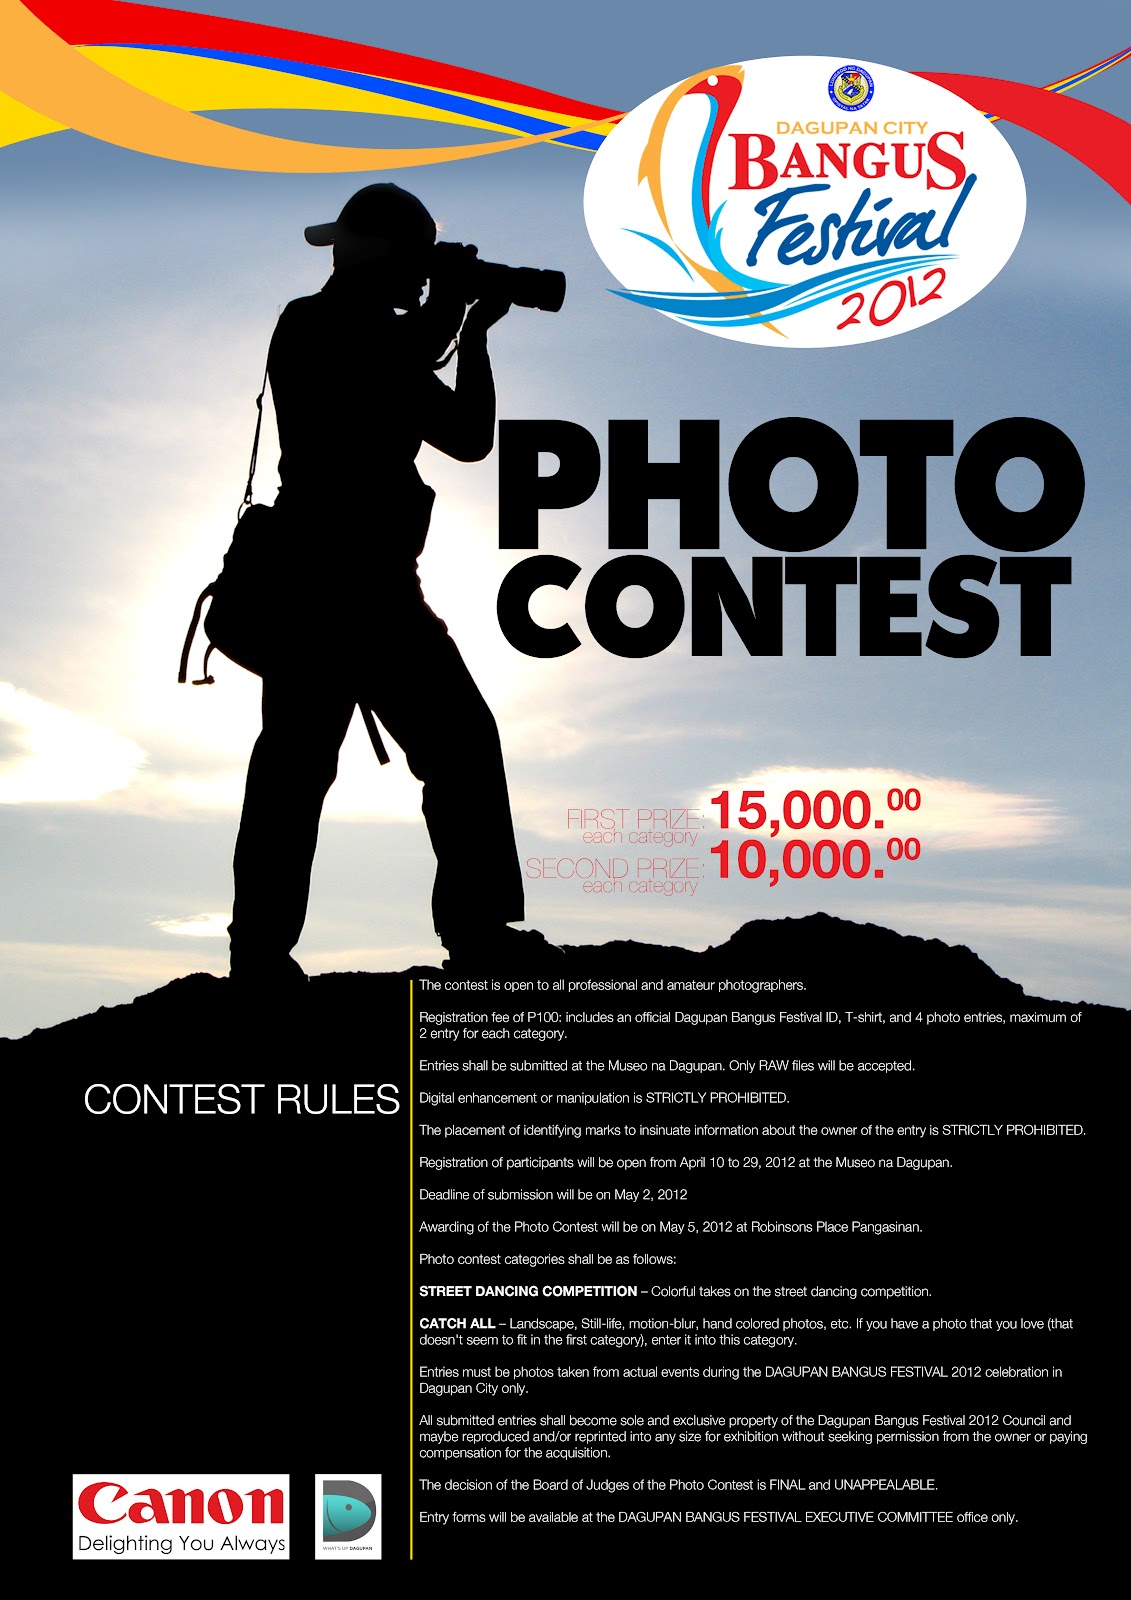 DAGUPAN CITY
BANGUS
Festival
2012
PHOTO
CONTEST
FIRST PRIZE: 15,000.00
each category
SECOND PRIZE: 10,000.00
each category
CONTEST RULES
The contest is open to all professional and amateur photographers.
Registration fee of P100: includes an official Dagupan Bangus Festival ID, T-shirt, and 4 photo entries, maximum of
2 entry for each category.
Entries shall be submitted at the Museo na Dagupan. Only RAW files will be accepted.
Digital enhancement or manipulation is STRICTLY PROHIBITED.
The placement of identifying marks to insinuate information about the owner of the entry is STRICTLY PROHIBITED.
Registration of participants will be open from April 10 to 29, 2012 at the Museo na Dagupan.
Deadline of submission will be on May 2, 2012
Awarding of the Photo Contest will be on May 5, 2012 at Robinsons Place Pangasinan.
Photo contest categories shall be as follows:
STREET DANCING COMPETITION – Colorful takes on the street dancing competition.
CATCH ALL – Landscape, Still-life, motion-blur, hand colored photos, etc. If you have a photo that you love (that
doesn't seem to fit in the first category), enter it into this category.
Entries must be photos taken from actual events during the DAGUPAN BANGUS FESTIVAL 2012 celebration in
Dagupan City only.
All submitted entries shall become sole and exclusive property of the Dagupan Bangus Festival 2012 Council and
maybe reproduced and/or reprinted into any size for exhibition without seeking permission from the owner or paying
compensation for the acquisition.
The decision of the Board of Judges of the Photo Contest is FINAL and UNAPPEALABLE.
Entry forms will be available at the DAGUPAN BANGUS FESTIVAL EXECUTIVE COMMITTEE office only.
Canon
Delighting You Always
WHAT'S UP DAGUPAN